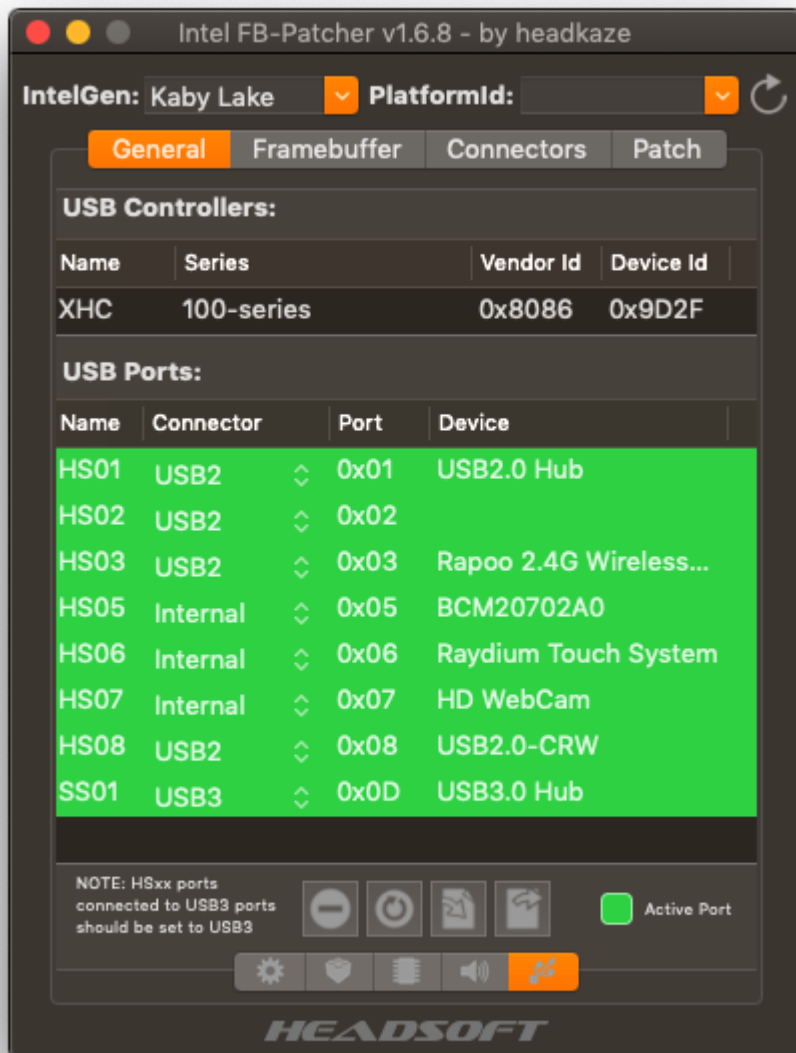 Intel FB-Patcher v1.6.8 - by headkaze
IntelGen: Kaby Lake PlatformId:
General Framebuffer Connectors Patch
USB Controllers:
Name Series Vendor Id Device Id
XHC 100-series 0x8086 0x9D2F
USB Ports:
Name Connector Port Device
HS01 USB2 0x01 USB2.0 Hub
HS02 USB2 0x02
HS03 USB2 0x03 Rapoo 2.4G Wireless...
HS05 Internal 0x05 BCM20702A0
HS06 Internal 0x06 Raydium Touch System
HS07 Internal 0x07 HD WebCam
HS08 USB2 0x08 USB2.0-CRW
SS01 USB3 0x0D USB3.0 Hub
NOTE: HSxx ports
connected to USB3 ports
should be set to USB3
Active Port
HEADSOFT